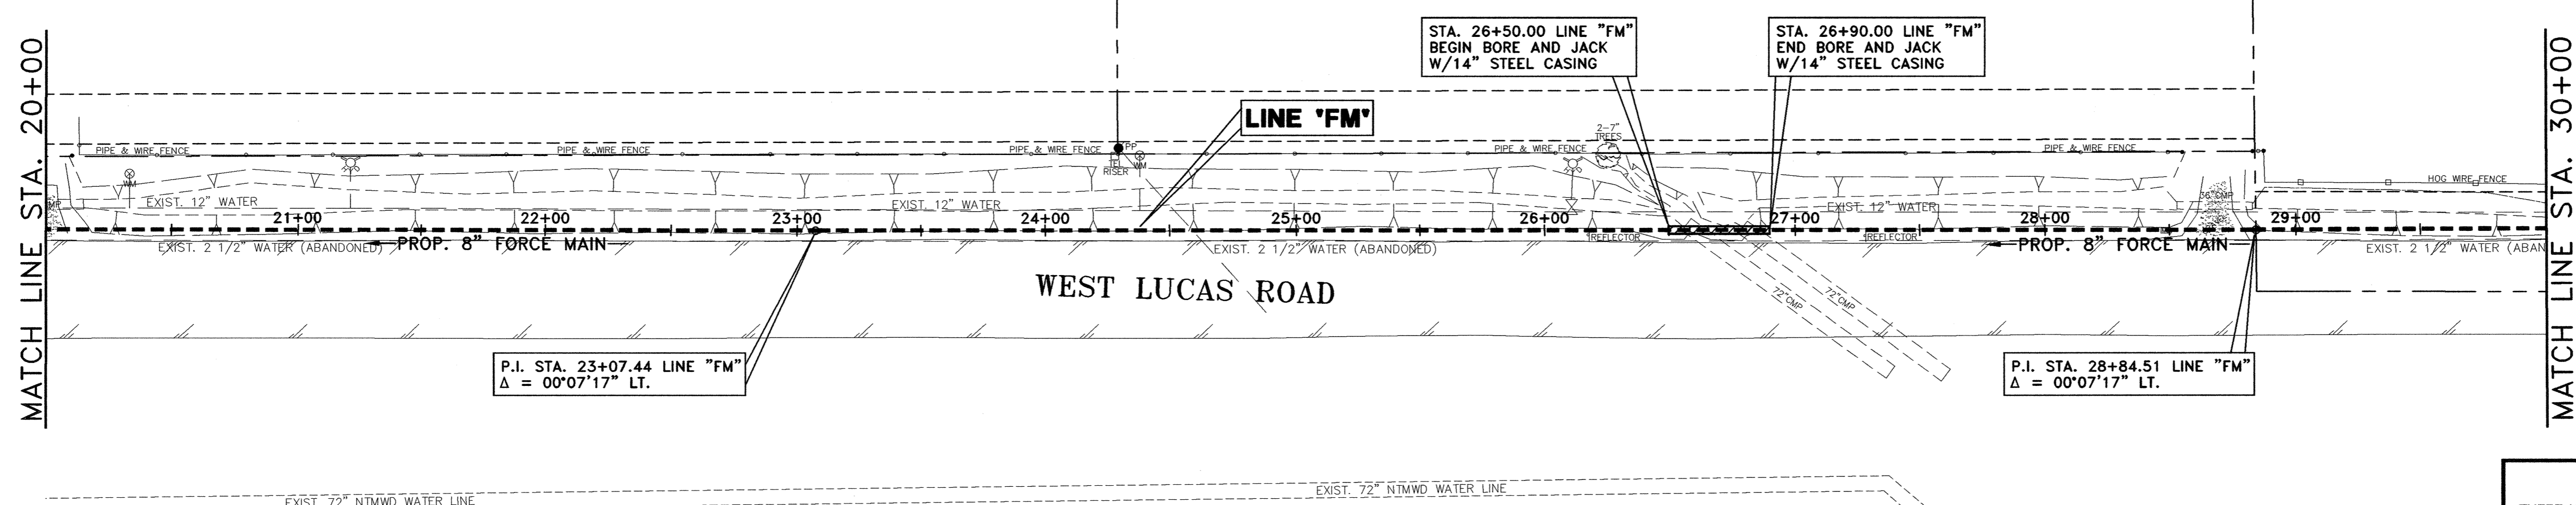 MATCH LINE STA. 20+00
STA. 26+50.00 LINE "FM"
BEGIN BORE AND JACK
W/14" STEEL CASING
STA. 26+90.00 LINE "FM"
END BORE AND JACK
W/14" STEEL CASING
MATCH LINE STA. 30+00
LINE "FM"
2-7"
TREES
PIPE & WIRE FENCE
PIPE & WIRE FENCE
PIPE & WIRE FENCE
PIPE & WIRE FENCE
PIPE & WIRE FENCE
PP
TEL
RISER
WM
WM
HOG WIRE FENCE
36"CMP
EXIST. 12" WATER
EXIST. 12" WATER
EXIST. 12" WATER
21+00
22+00
23+00
24+00
25+00
26+00
27+00
28+00
29+00
REFLECTOR
REFLECTOR
EXIST. 2 1/2" WATER (ABANDONED)
PROP. 8" FORCE MAIN
EXIST. 2 1/2" WATER (ABANDONED)
PROP. 8" FORCE MAIN
EXIST. 2 1/2" WATER (ABAN
WEST LUCAS ROAD
72"CMP
72"CMP
P.I. STA. 23+07.44 LINE "FM"
Δ = 00°07'17" LT.
P.I. STA. 28+84.51 LINE "FM"
Δ = 00°07'17" LT.
EXIST. 72" NTMWD WATER LINE
EXIST. 72" NTMWD WATER LINE